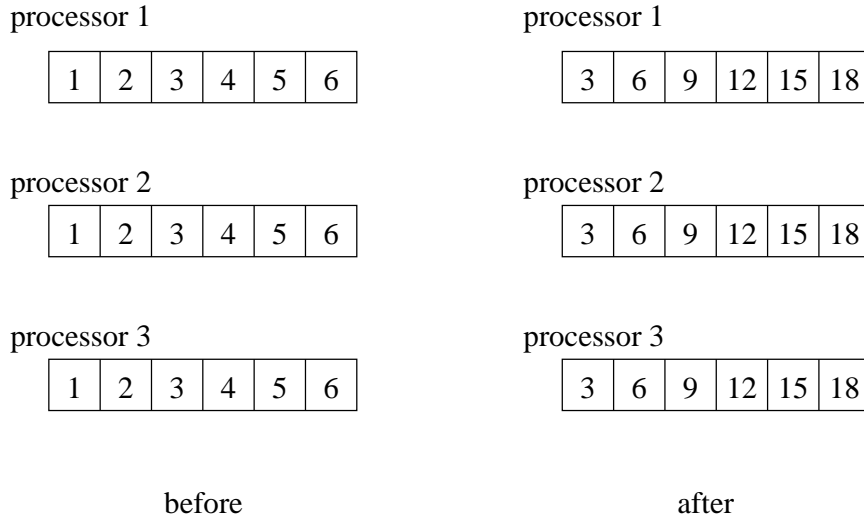 processor 1 processor 1
1 2 3 4 5 6 3 6 9 12 15 18
processor 2 processor 2
1 2 3 4 5 6 3 6 9 12 15 18
processor 3 processor 3
1 2 3 4 5 6 3 6 9 12 15 18
before after